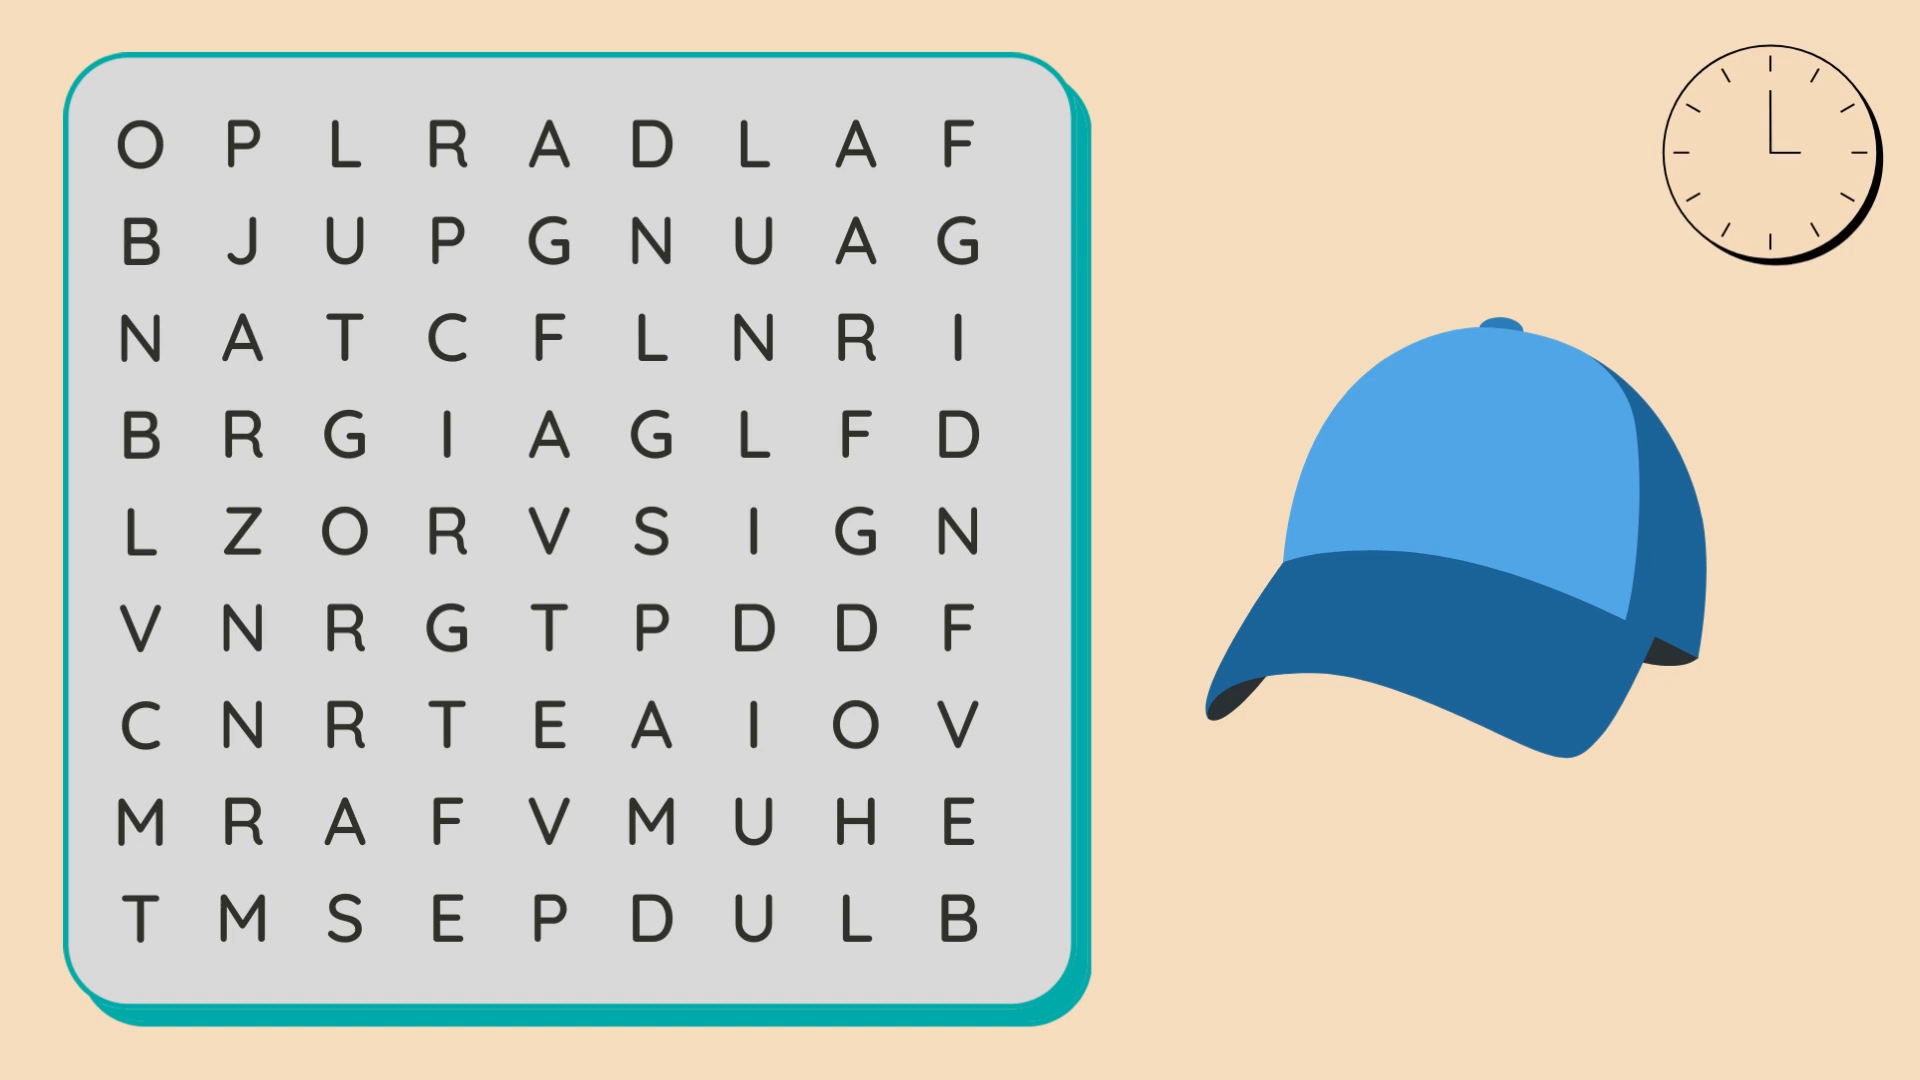 O P L R A D L A F
B J U P G N U A G
N A T C F L N R I
B R G I A G L F D
L Z O R V S I G N
V N R G T P D D F
C N R T E A I O V
M R A F V M U H E
T M S E P D U L B